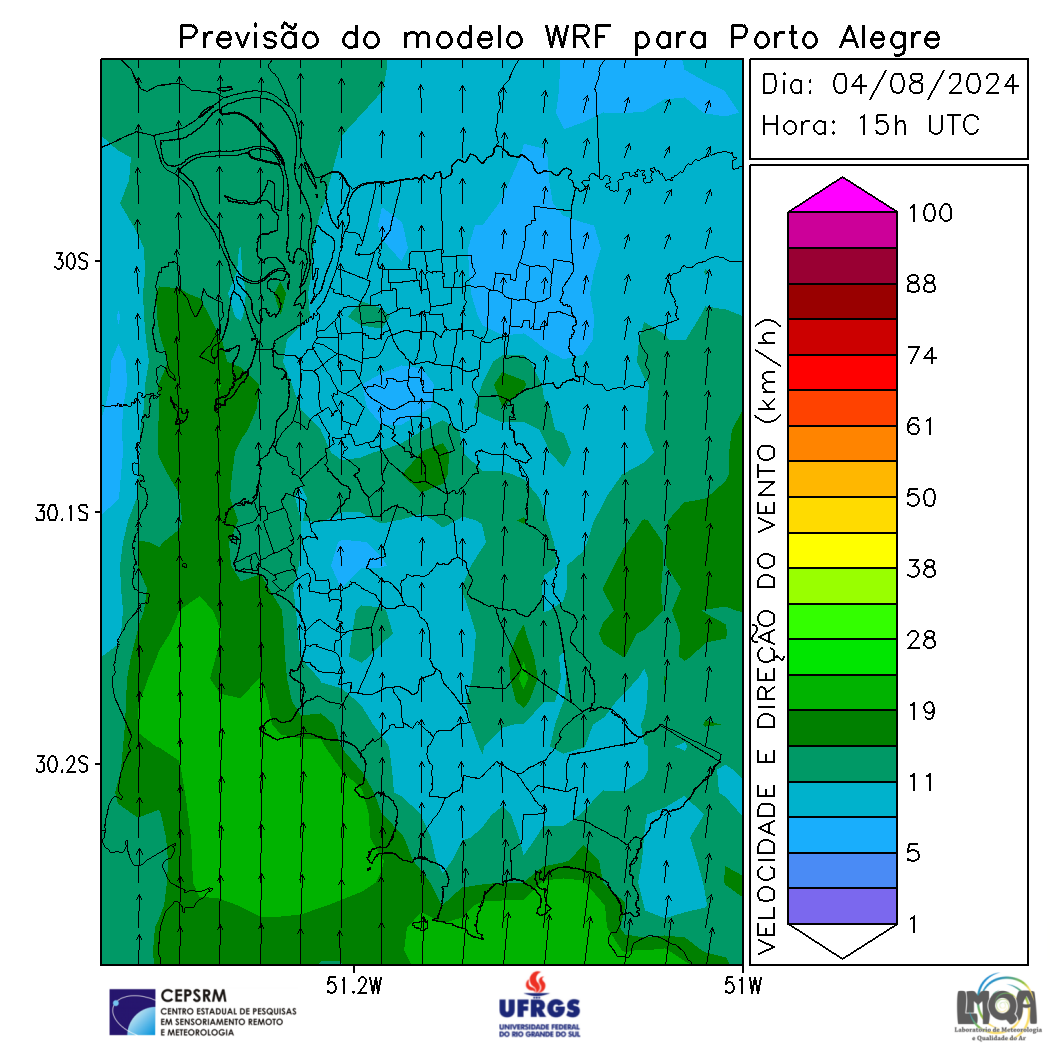 Previsão do modelo WRF para Porto Alegre
Dia: 04/08/2024
Hora: 15h UTC
30S
30.1S
30.2S
51.2W
51W
VELOCIDADE E DIREÇÃO DO VENTO (km/h)
100
88
74
61
50
38
28
19
11
5
1
CEPSRM
CENTRO ESTADUAL DE PESQUISAS
EM SENSORIAMENTO REMOTO
E METEOROLOGIA
UFRGS
UNIVERSIDADE FEDERAL
DO RIO GRANDE DO SUL
LMQA
Laboratório de Meteorologia
e Qualidade do Ar